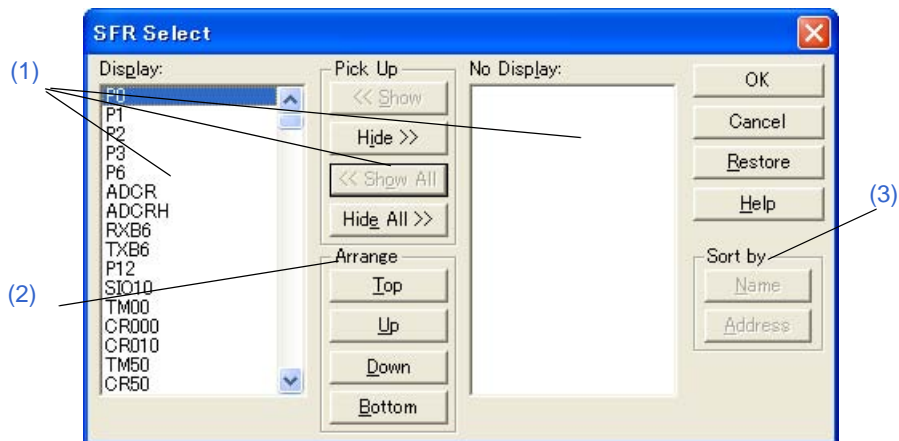 SFR Select
(1)
Display:
P0
P1
P2
P3
P6
ADCR
ADCRH
RXB6
TXB6
P12
SIO10
TM00
CR000
CR010
TM50
CR50
Pick Up
<< Show
Hide >>
<< Show All
Hide All >>
(2)
Arrange
Top
Up
Down
Bottom
No Display:
OK
Cancel
Restore
Help
(3)
Sort by
Name
Address